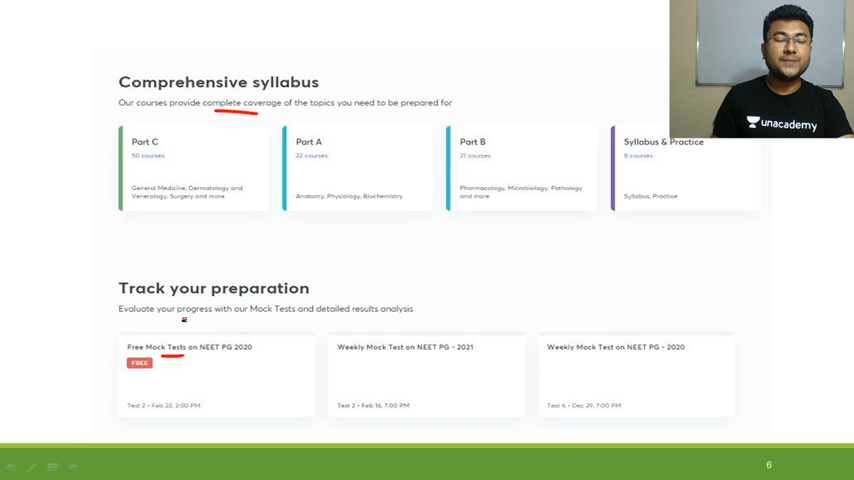 unacademy
Comprehensive syllabus
Our courses provide complete coverage of the topics you need to be prepared for
Part C
50 courses
General Medicine, Dermatology and
Venerology, Surgery and more
Part A
22 courses
Anatomy, Physiology, Biochemistry
Part B
21 courses
Pharmacology, Microbiology, Pathology
and more
Syllabus & Practice
8 courses
Syllabus, Practice
Track your preparation
Evaluate your progress with our Mock Tests and detailed results analysis
Free Mock Tests on NEET PG 2020
FREE
Test 2 • Feb 23, 2:00 PM
Weekly Mock Test on NEET PG - 2021
Test 2 • Feb 16, 7:00 PM
Weekly Mock Test on NEET PG - 2020
Test 6 • Dec 29, 7:00 PM
6